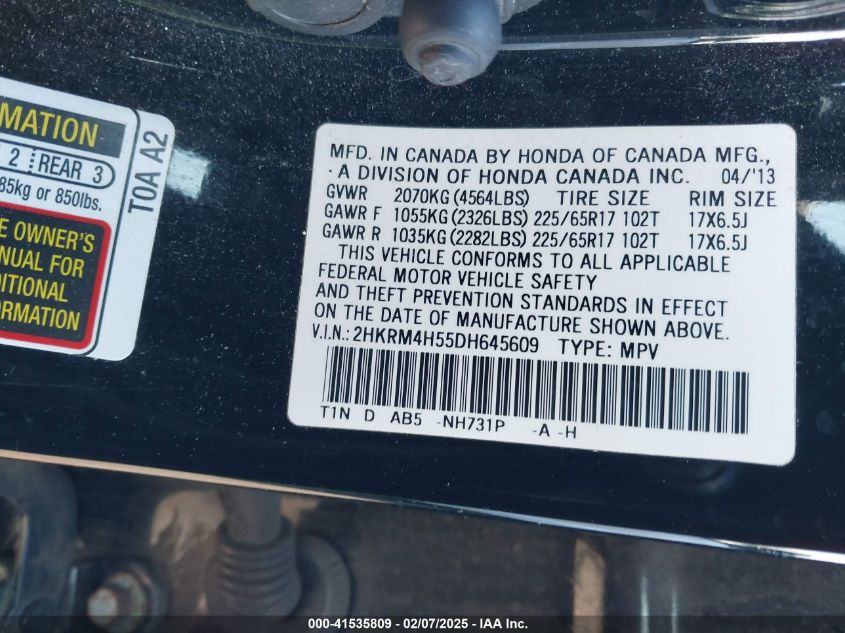 MATION
2 REAR 3
85kg or 850lbs.
E OWNER'S
NUAL FOR
DITIONAL
ORMATION
TOA A2
MFD. IN CANADA BY HONDA OF CANADA MFG.,
A DIVISION OF HONDA CANADA INC. 04/'13
GVWR 2070KG (4564LBS) TIRE SIZE RIM SIZE
GAWR F 1055KG (2326LBS) 225/65R17 102T 17X6.5J
GAWR R 1035KG (2282LBS) 225/65R17 102T 17X6.5J
THIS VEHICLE CONFORMS TO ALL APPLICABLE
FEDERAL MOTOR VEHICLE SAFETY
AND THEFT PREVENTION STANDARDS IN EFFECT
ON THE DATE OF MANUFACTURE SHOWN ABOVE.
V.I.N.: 2HKRM4H55DH645609 TYPE: MPV
T1N D AB5 -NH731P -A -H
000-41535809 — 02/07/2025 — IAA Inc.